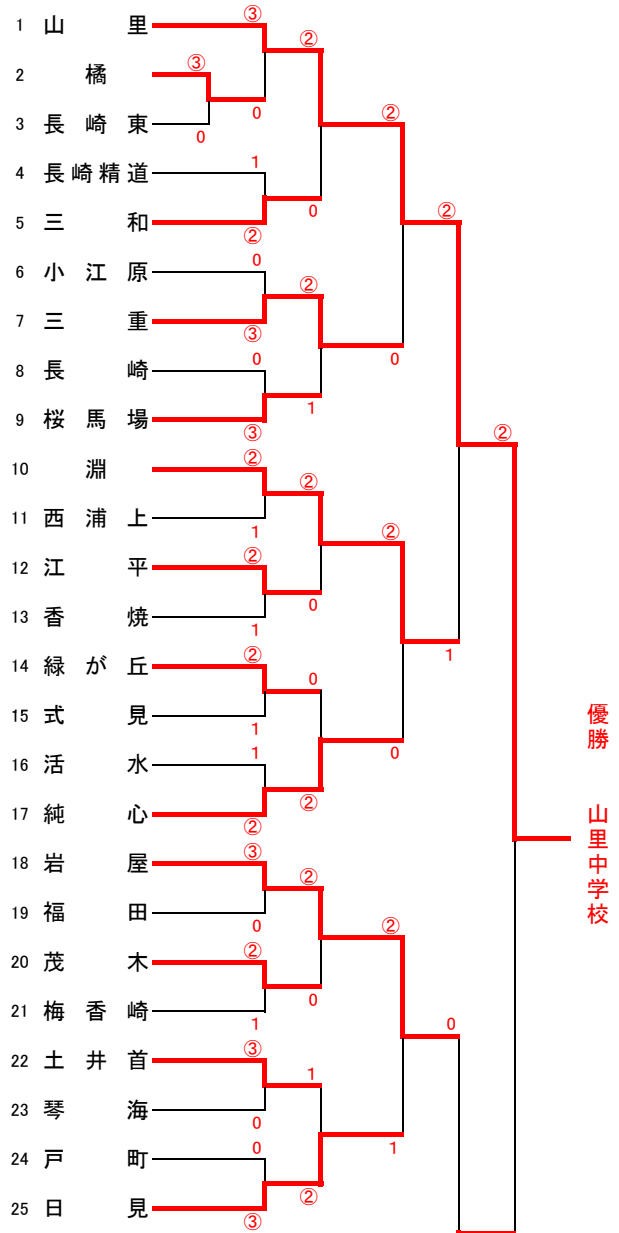 ③
1 山里
②
③
2 橘
②
0
3 長崎東
0
1
4 長崎精道
②
0
5 三和
②
0
6 小江原
②
7 三重
③
0
0
8 長崎
1
9 桜馬場
③
②
10 淵
②
②
11 西浦上
1
②
②
12 江平
0
13 香焼
1
②
1
14 緑が丘
0
15 式見
1
1
16 活水
0
17 純心
②
②
優勝 山里中学校
③
18 岩屋
②
19 福田
0
②
②
20 茂木
0
21 梅香崎
1
0
③
22 土井首
1
23 琴海
0
0
1
24 戸町
②
25 日見
③